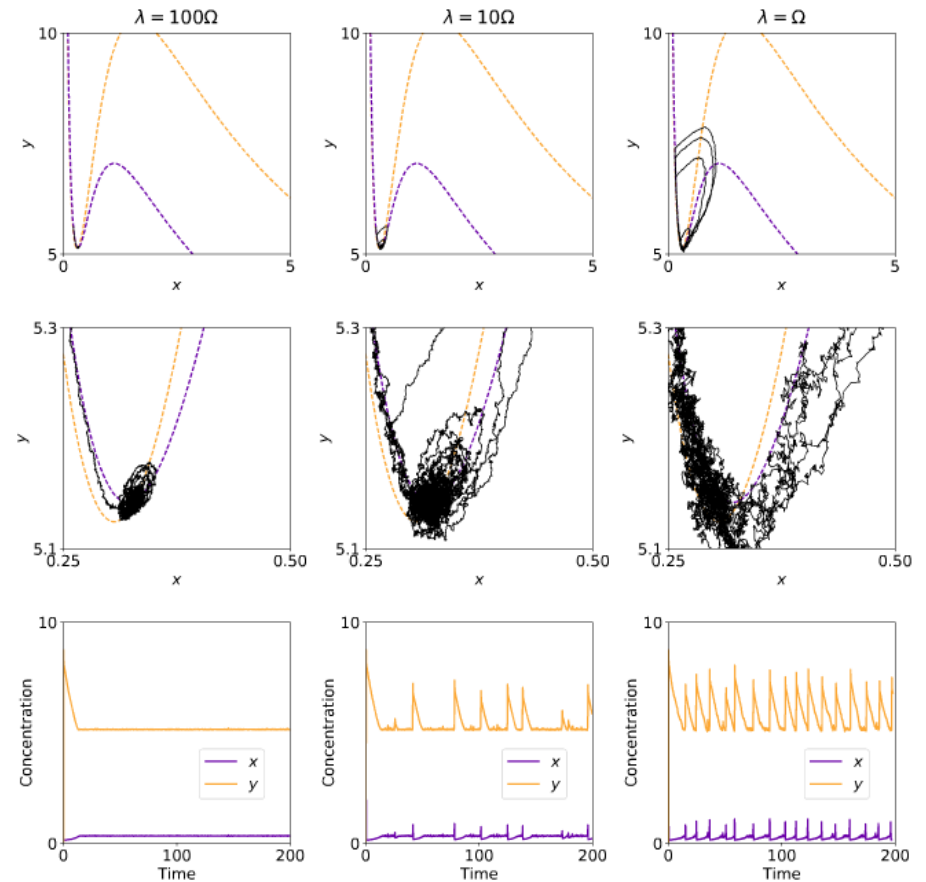 λ = 100Ω
λ = 10Ω
λ = Ω
10
y
5
0
x
5
10
y
5
0
x
5
10
y
5
0
x
5
5.3
y
5.1
0.25
x
0.50
5.3
y
5.1
0.25
x
0.50
5.3
y
5.1
0.25
x
0.50
10
Concentration
0
x
y
0
100
200
Time
10
Concentration
0
x
y
0
100
200
Time
10
Concentration
0
x
y
0
100
200
Time